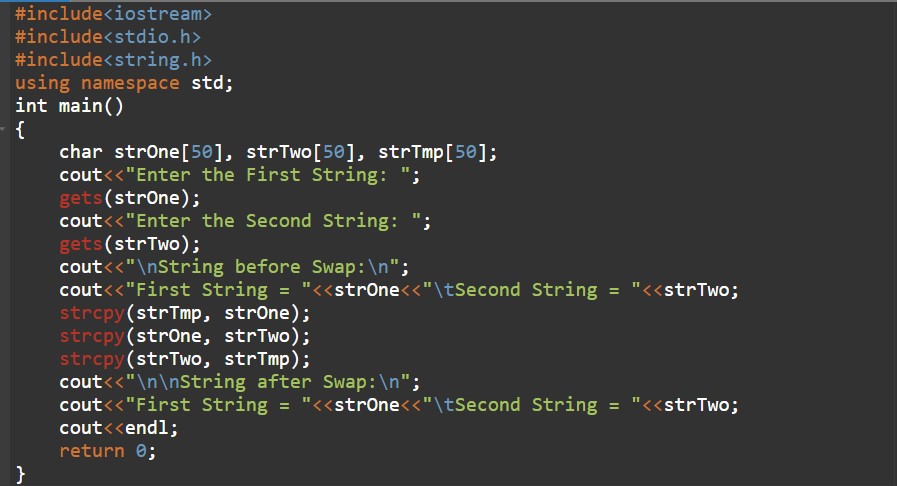 #include<iostream>
#include<stdio.h>
#include<string.h>
using namespace std;
int main()
{
    char strOne[50], strTwo[50], strTmp[50];
    cout<<"Enter the First String: ";
    gets(strOne);
    cout<<"Enter the Second String: ";
    gets(strTwo);
    cout<<"\nString before Swap:\n";
    cout<<"First String = "<<strOne<<"\tSecond String = "<<strTwo;
    strcpy(strTmp, strOne);
    strcpy(strOne, strTwo);
    strcpy(strTwo, strTmp);
    cout<<"\n\nString after Swap:\n";
    cout<<"First String = "<<strOne<<"\tSecond String = "<<strTwo;
    cout<<endl;
    return 0;
}